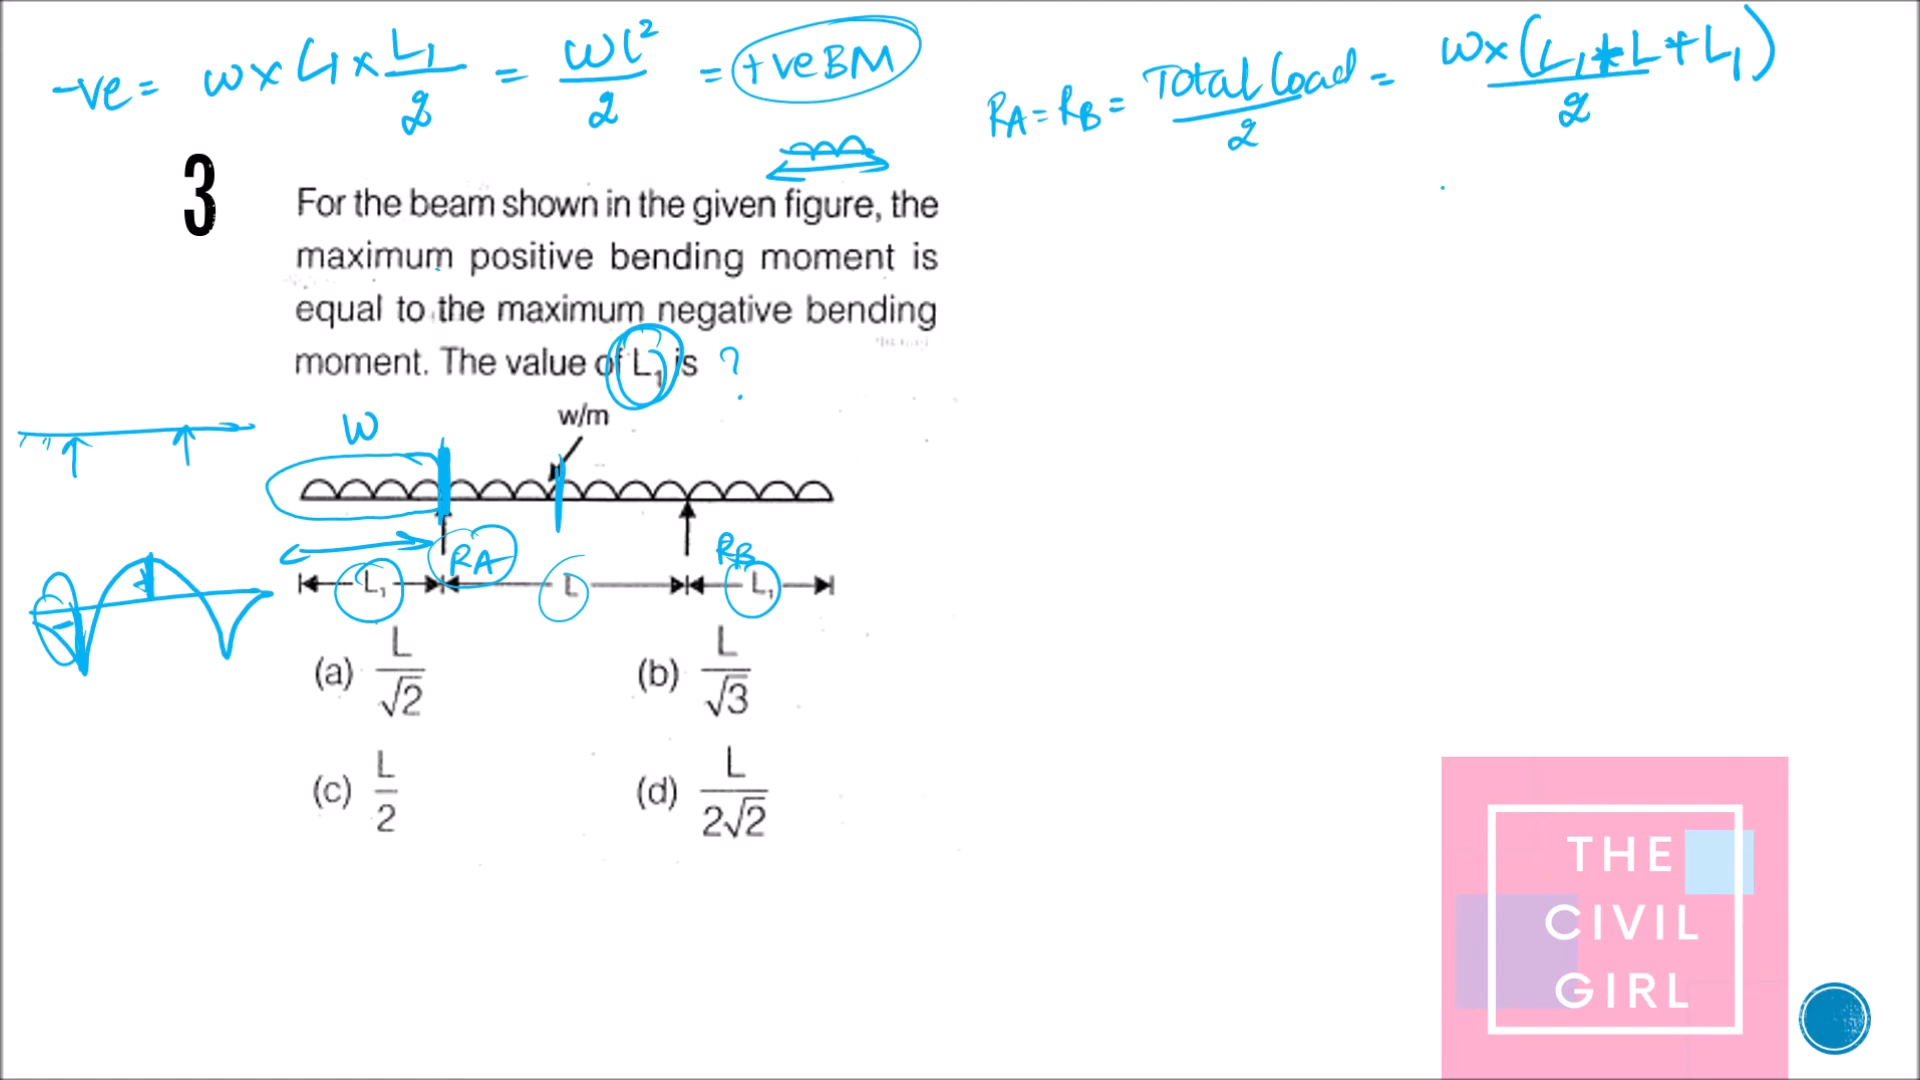 -ve = w x L1 x L1/2 = wl²/2 = +ve BM
RA = RB = Total load/2 = w x (L1 + L + L1)/2
3
For the beam shown in the given figure, the
maximum positive bending moment is
equal to the maximum negative bending
moment. The value of L₁ is ?
w/m
W
RA
RB
L₁ L L₁
(a) L/√2 (b) L/√3
(c) L/2 (d) L/2√2
THE
CIVIL
GIRL